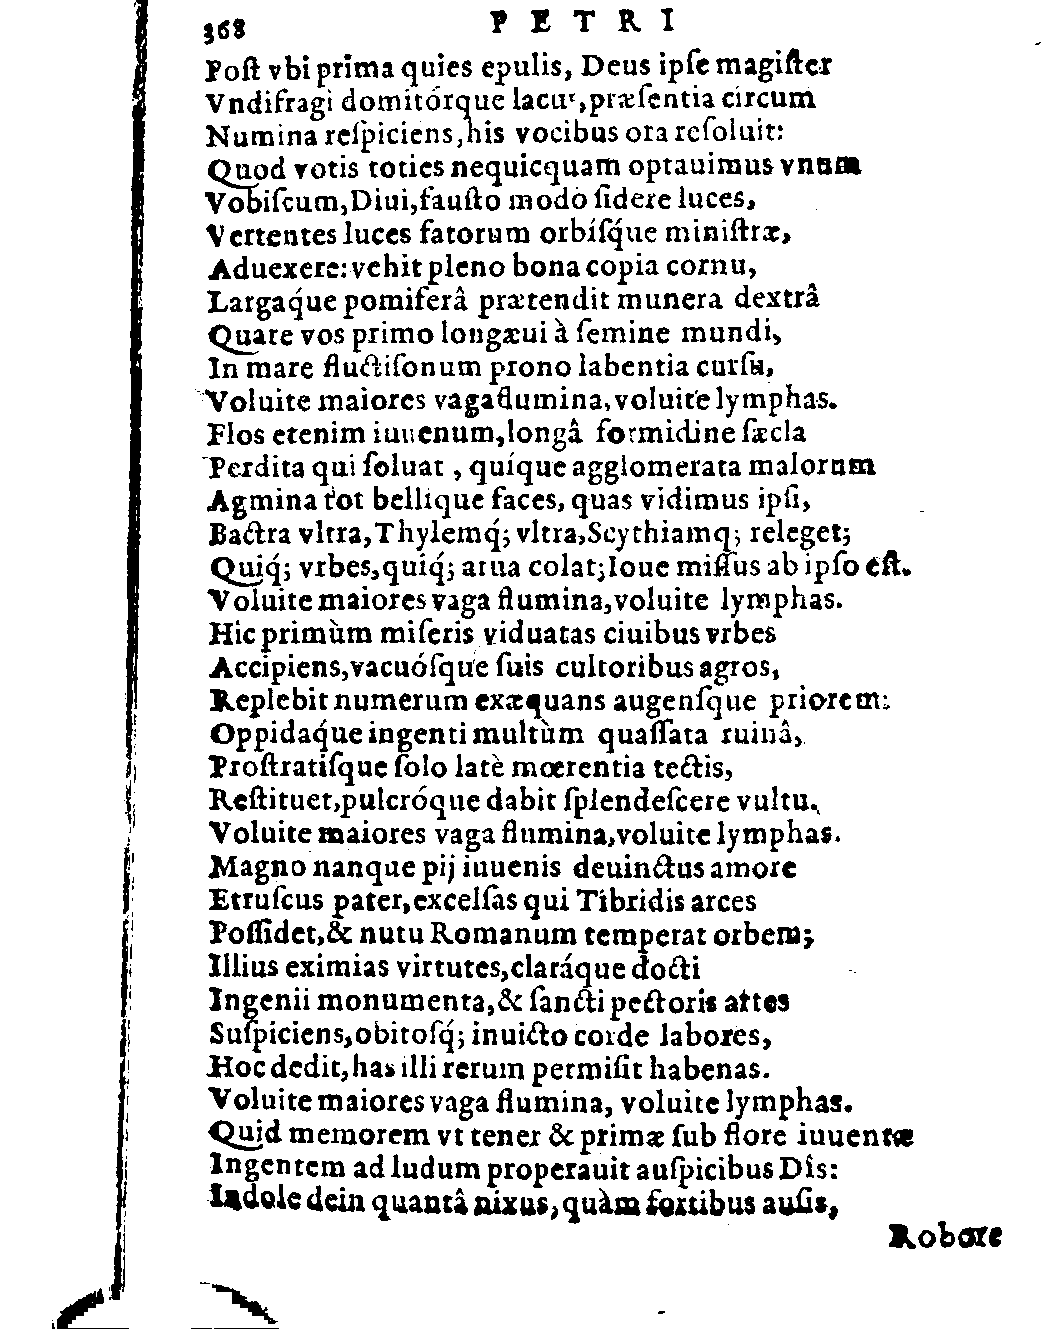 368 PETRI
Poſt vbi prima quies epulis, Deus ipſe magiſter
Vndifragi domitórque lacus, præſentia circum
Numina reſpiciens, his vocibus ora reſoluit:
Quod votis toties nequicquam optauimus vnum
Vobiſcum, Diui, fauſto modò ſidere luces,
Vertentes luces fatorum orbíſq́ue miniſtræ,
Aduexere: vehit pleno bona copia cornu,
Largaq́ue pomiferâ prætendit munera dextrâ
Quare vos primo longæui à ſemine mundi,
In mare fluctiſonum prono labentia curſu,
Voluite maiores vaga flumina, voluite lymphas.
Flos etenim iuuenum, longâ formidine ſæcla
Perdita qui ſoluat, quíque agglomerata malorum
Agmina tot bellique faces, quas vidimus ipſi,
Bactra vltra, Thylemq́; vltra, Scythiamq; releget;
Quiq́; vrbes, quiq́; arua colat; Ioue miſſus ab ipſo eſt.
Voluite maiores vaga flumina, voluite lymphas.
Hic primùm miſeris viduatas ciuibus vrbes
Accipiens, vacuóſque ſuis cultoribus agros,
Replebit numerum exæquans augenſque priorem:
Oppidaq́ue ingenti multùm quaſſata ruinâ,
Proſtratiſque ſolo latè mœrentia tectis,
Reſtituet, pulcróque dabit ſplendeſcere vultu.
Voluite maiores vaga flumina, voluite lymphas.
Magno nanque pij iuuenis deuinctus amore
Etruſcus pater, excelſas qui Tibridis arces
Poſſidet, & nutu Romanum temperat orbem;
Illius eximias virtutes, claráque docti
Ingenii monumenta, & ſancti pectoris artes
Suſpiciens, obitoſq́; inuicto corde labores,
Hoc dedit, has illi rerum permiſit habenas.
Voluite maiores vaga flumina, voluite lymphas.
Quid memorem vt tener & primæ ſub flore iuuentæ
Ingentem ad ludum properauit auſpicibus Dîs:
Indole dein quantâ nixus, quàm fortibus auſis,
Robore